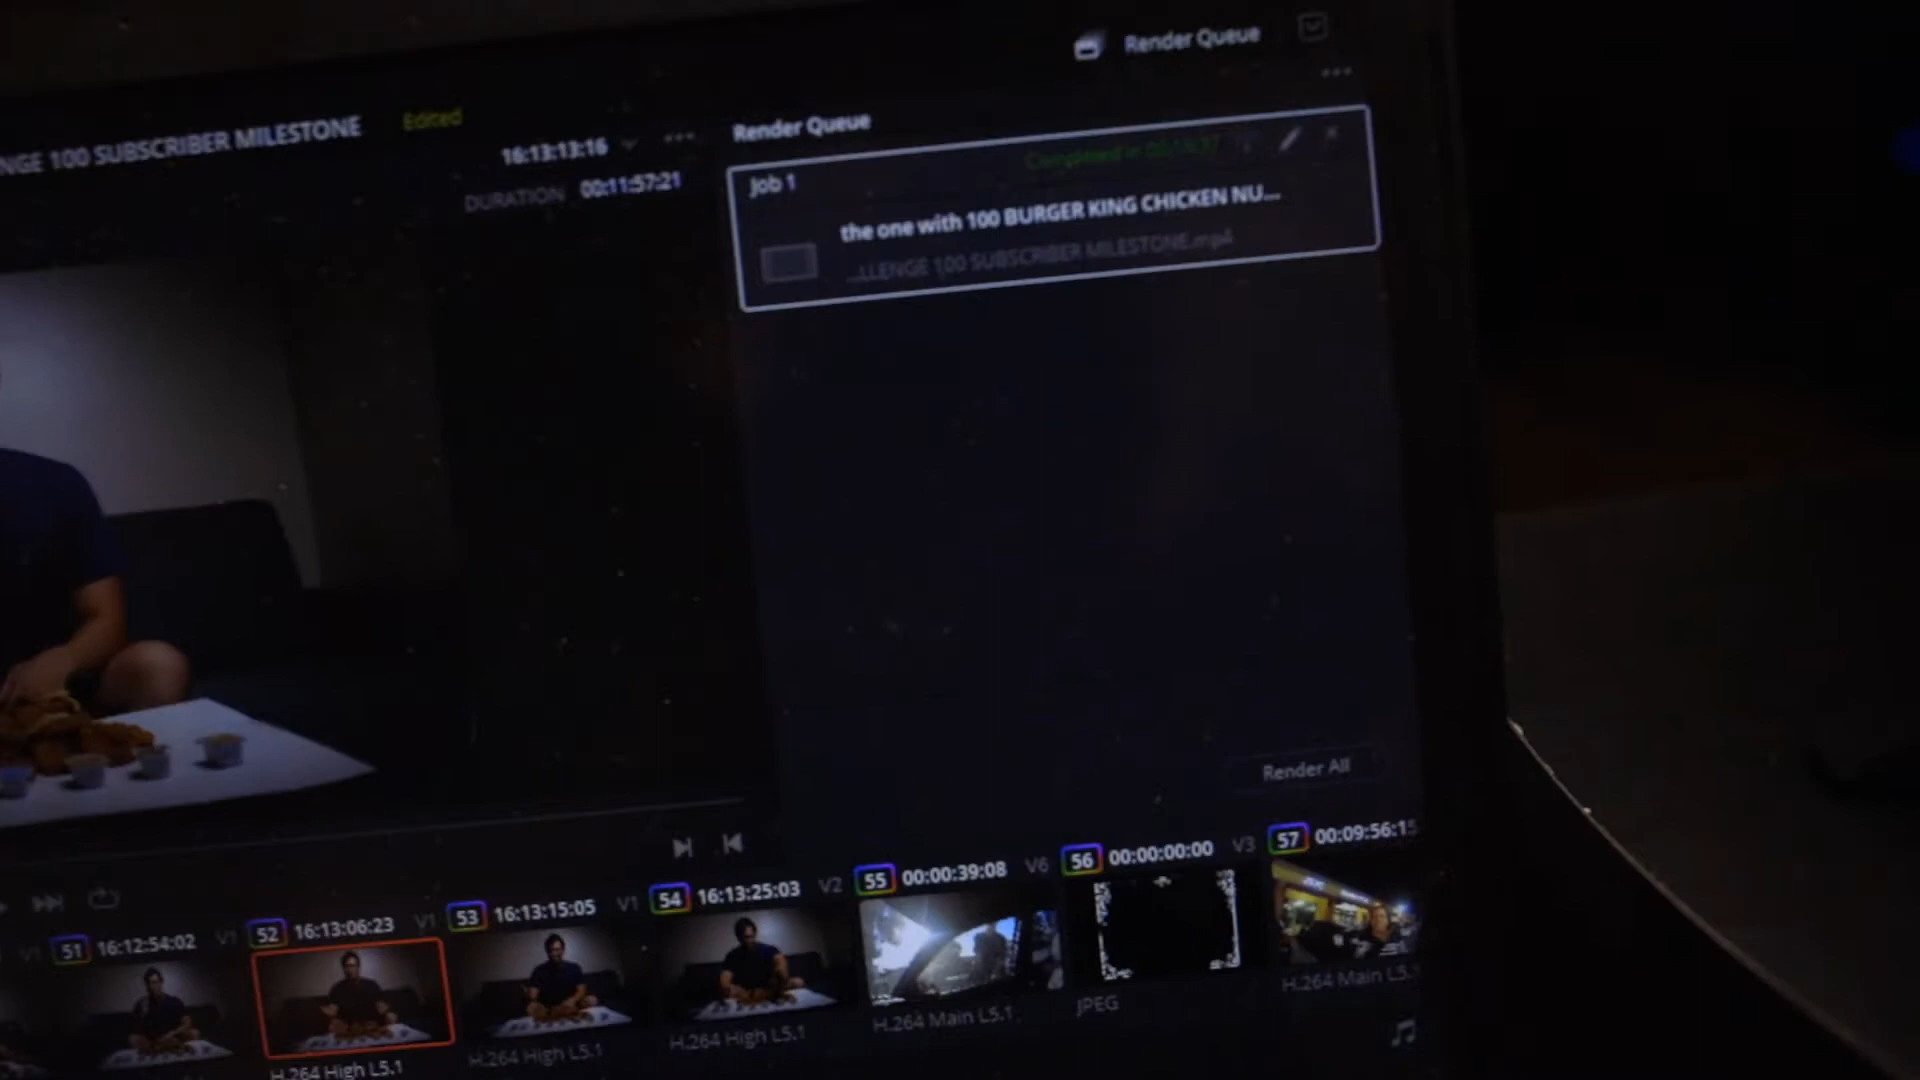 Render Queue
NGE 100 SUBSCRIBER MILESTONE Edited
16:13:13:16
DURATION 00:11:57:21
Render Queue
Job 1
Completed in
the one with 100 BURGER KING CHICKEN NU...
...LLENGE 100 SUBSCRIBER MILESTONE.mp4
Render All
V1 51 16:12:54:02
V1 52 16:13:06:23
V1 53 16:13:15:05
V1 54 16:13:25:03
V2 55 00:00:39:08
V6 56 00:00:00:00
V3 57 00:09:56:15
H.264 High L5.1
H.264 High L5.1
H.264 High L5.1
H.264 Main L5.1
JPEG
H.264 Main L5.1